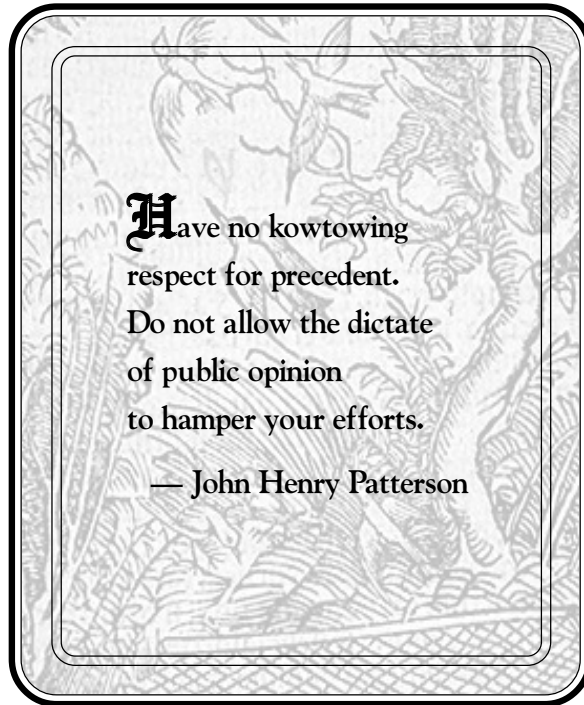 Have no kowtowing
respect for precedent.
Do not allow the dictate
of public opinion
to hamper your efforts.
— John Henry Patterson